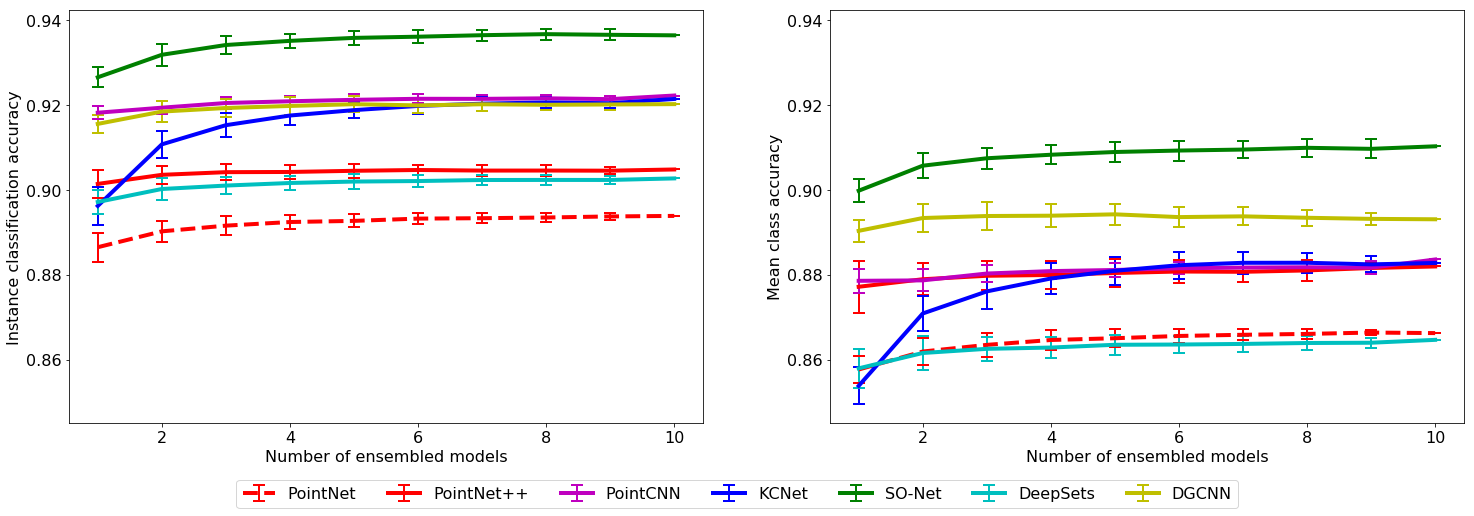 0.94
0.92
0.90
0.88
0.86
Instance classification accuracy
2 4 6 8 10
Number of ensembled models
0.94
0.92
0.90
0.88
0.86
Mean class accuracy
2 4 6 8 10
Number of ensembled models
PointNet PointNet++ PointCNN KCNet SO-Net DeepSets DGCNN